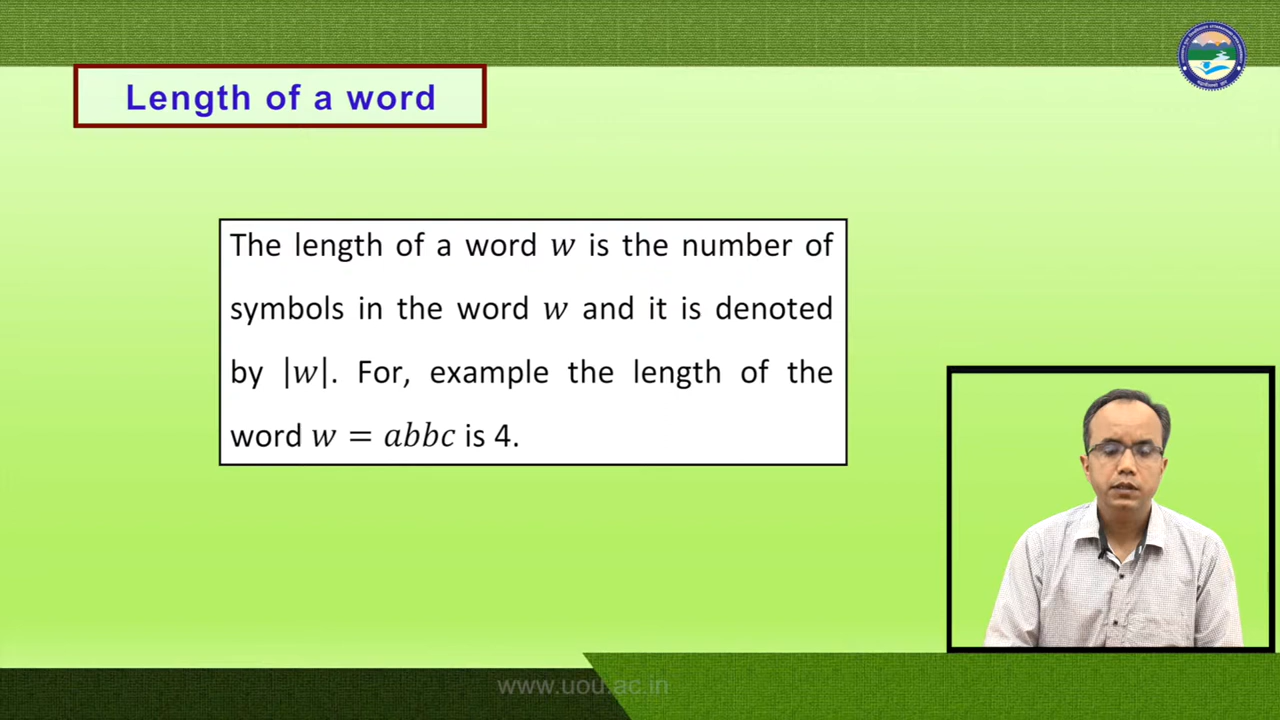 Length of a word
The length of a word w is the number of
symbols in the word w and it is denoted
by |w|. For, example the length of the
word w = abbc is 4.
www.uou.ac.in